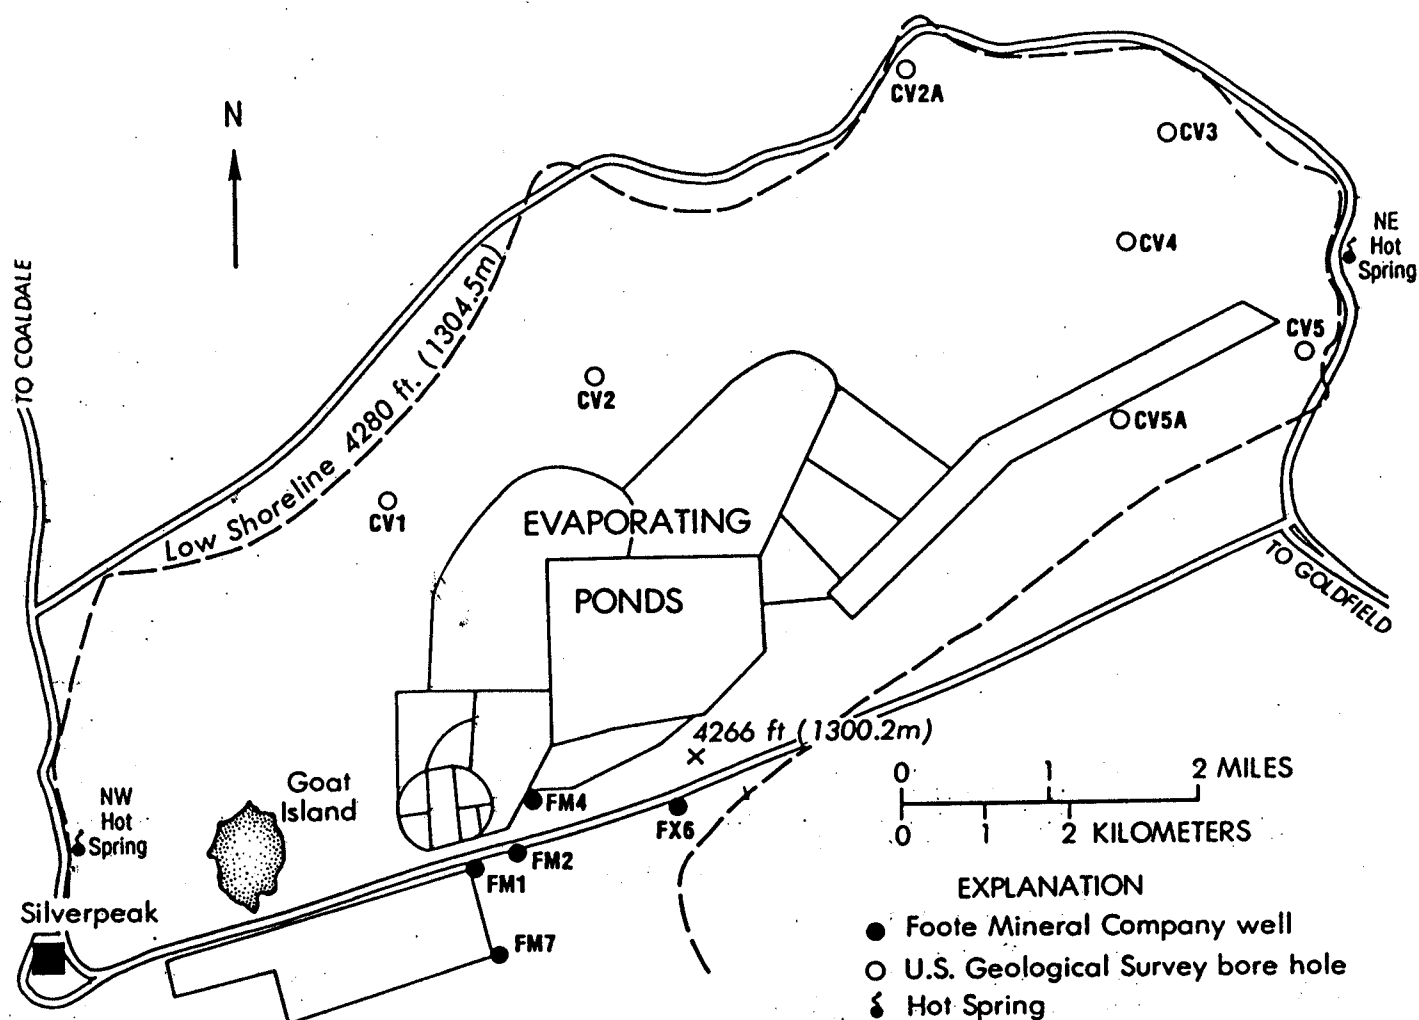 N
CV2A
CV3
CV4
NE
Hot
Spring
TO COALDALE
Low Shoreline 4280 ft. (1304.5m)
CV5
CV2
CV5A
CV1
EVAPORATING
PONDS
TO GOLDFIELD
4266 ft (1300.2m)
NW
Hot
Spring
Goat
Island
FM4
FX6
FM2
FM1
FM7
Silverpeak
0 1 2 MILES
0 1 2 KILOMETERS
EXPLANATION
Foote Mineral Company well
U.S. Geological Survey bore hole
Hot Spring